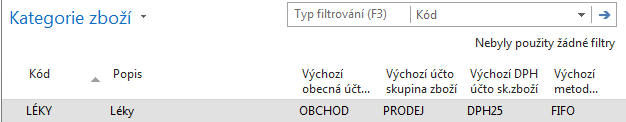 Kategorie zboží
Typ filtrování (F3) Kód
Nebyly použity žádné filtry
Kód Popis Výchozí obecná účt... Výchozí účto skupina zboží Výchozí DPH účto sk.zboží Výchozí metod...
LÉKY Léky OBCHOD PRODEJ DPH25 FIFO